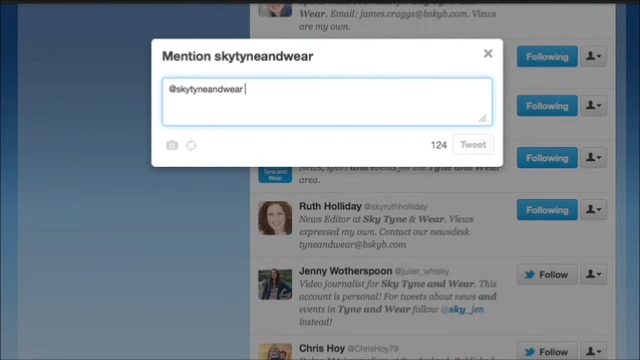 Wear. Email: james.craggs@bskyb.com. Views
are my own.
Mention skytyneandwear
@skytyneandwear
124 Tweet
Following
Following
Following
News, sport and events for the Tyne and Wear
area.
Tyne and
Wear
Ruth Holliday @skyruthholliday
Following
News Editor at Sky Tyne & Wear. Views
expressed my own. Contact our newsdesk
tyneandwear@bskyb.com
Jenny Wotherspoon @juliet_whisky
Follow
Video journalist for Sky Tyne and Wear. This
account is personal! For tweets about news and
events in Tyne and Wear follow @sky_jen
instead!
Chris Hoy @ChrisHoy79
Follow